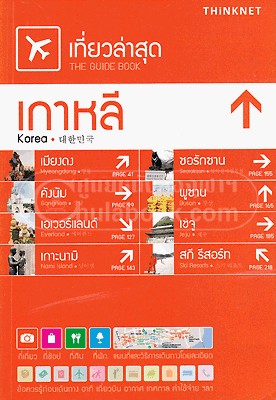 THiNKNET
เที่ยวล่าสุด
THE GUIDE BOOK
เกาหลี
Korea • 대한민국
เมียงดง
Myeongdong
PAGE 41
ซอรักซาน
Seoraksan
PAGE 155
คังนัม
Gangnam
PAGE 99
พูซาน
Busan
PAGE 165
เอเวอร์แลนด์
Everland
PAGE 127
เชจู
Jeju
PAGE 185
เกาะนามิ
Nami Island
PAGE 143
สกี รีสอร์ท
Ski Resorts
PAGE 218
ที่เที่ยว
ที่ช้อป
ที่กิน
ที่พัก
แผนที่และวิธีการเดินทางโดยละเอียด
ข้อควรรู้ก่อนเดินทาง อาทิ เที่ยวบิน อากาศ เทศกาล ค่าใช้จ่าย ฯลฯ